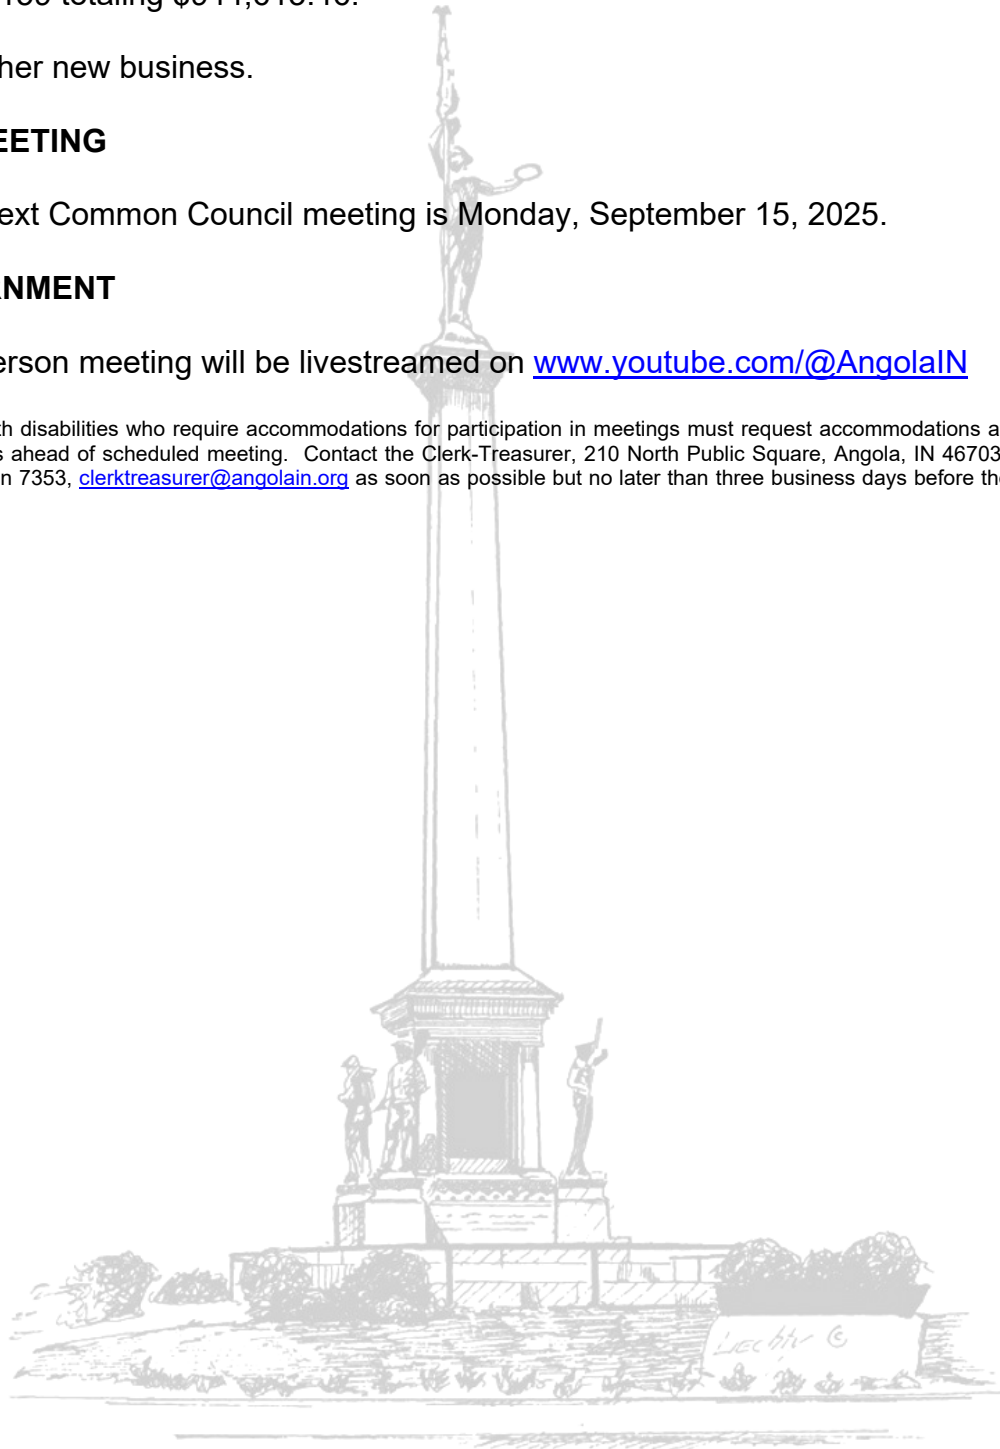 her new business.
EETING
ext Common Council meeting is Monday, September 15, 2025.
NMENT
erson meeting will be livestreamed on www.youtube.com/@AngolaIN
th disabilities who require accommodations for participation in meetings must request accommodations a
s ahead of scheduled meeting. Contact the Clerk-Treasurer, 210 North Public Square, Angola, IN 46703
n 7353, clerktreasurer@angolain.org as soon as possible but no later than three business days before the
©